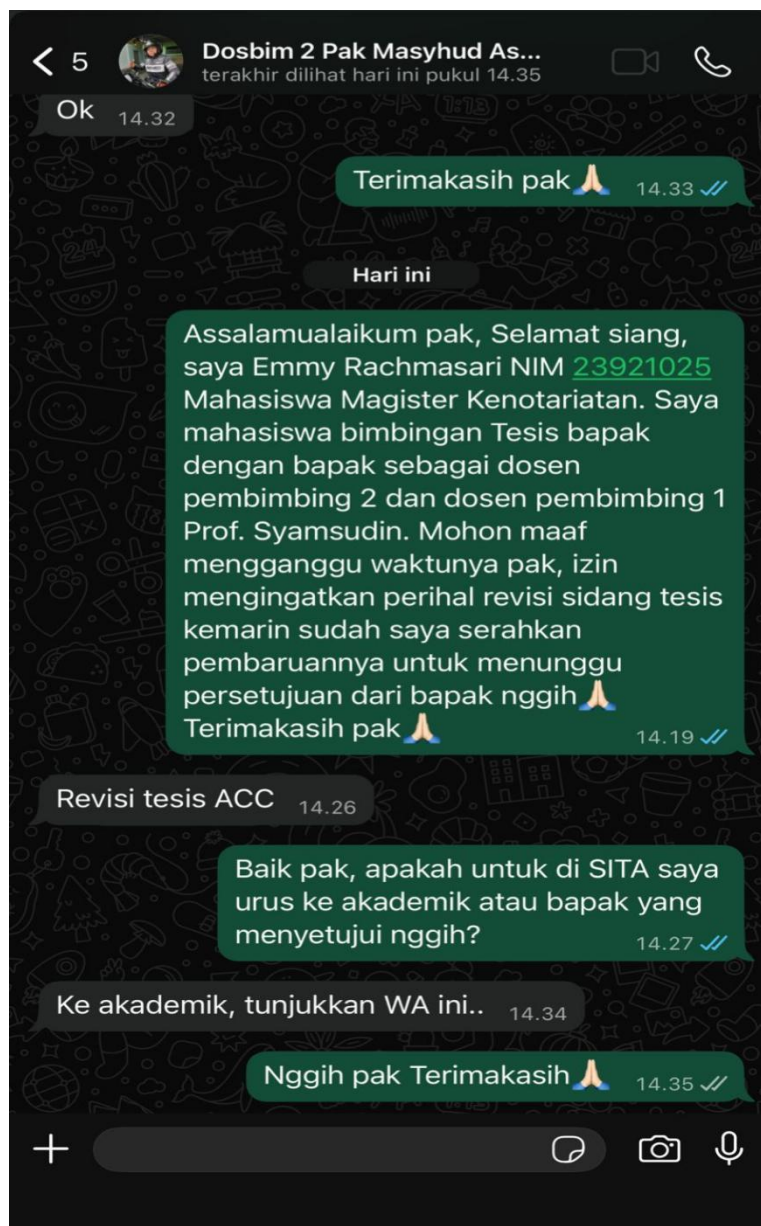 5
Dosbim 2 Pak Masyhud As...
terakhir dilihat hari ini pukul 14.35
Ok 14.32
Terimakasih pak🙏🏻 14.33
Hari ini
Assalamualaikum pak, Selamat siang,
saya Emmy Rachmasari NIM 23921025
Mahasiswa Magister Kenotariatan. Saya
mahasiswa bimbingan Tesis bapak
dengan bapak sebagai dosen
pembimbing 2 dan dosen pembimbing 1
Prof. Syamsudin. Mohon maaf
mengganggu waktunya pak, izin
mengingatkan perihal revisi sidang tesis
kemarin sudah saya serahkan
pembaruannya untuk menunggu
persetujuan dari bapak nggih🙏🏻
Terimakasih pak🙏🏻 14.19
Revisi tesis ACC 14.26
Baik pak, apakah untuk di SITA saya
urus ke akademik atau bapak yang
menyetujui nggih? 14.27
Ke akademik, tunjukkan WA ini.. 14.34
Nggih pak Terimakasih🙏🏻 14.35